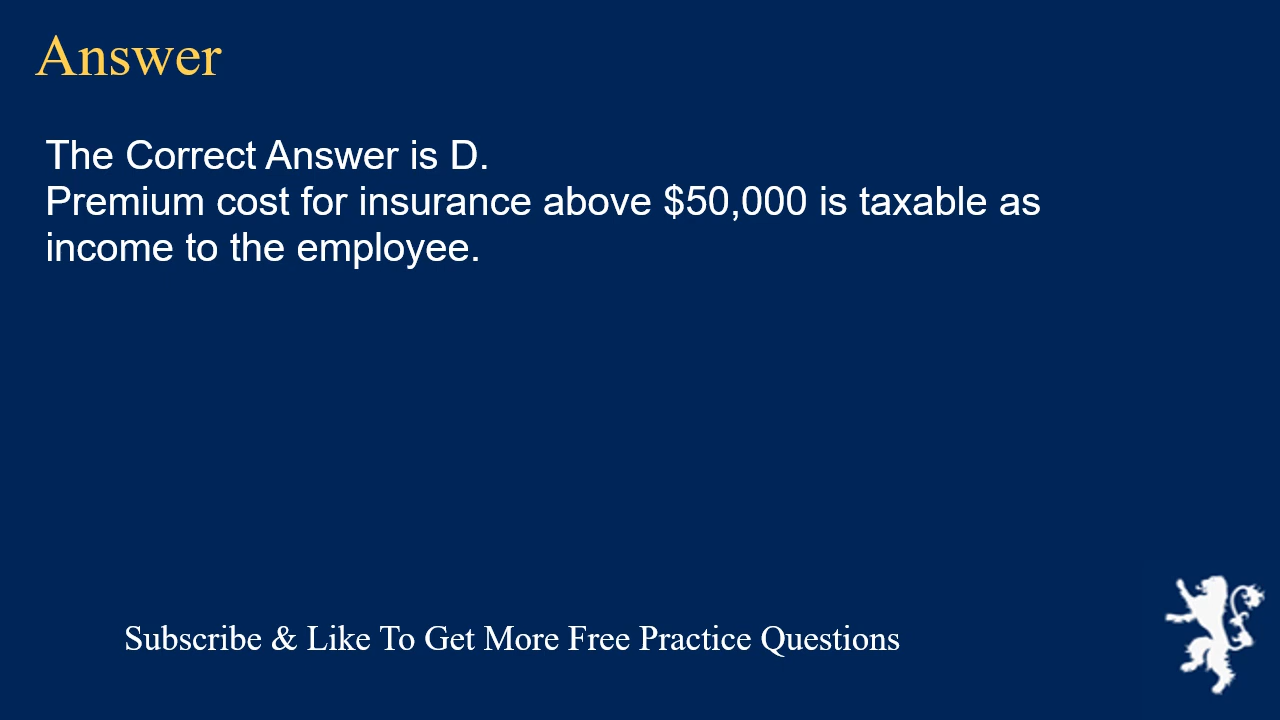 Answer
The Correct Answer is D.
Premium cost for insurance above $50,000 is taxable as
income to the employee.
Subscribe & Like To Get More Free Practice Questions